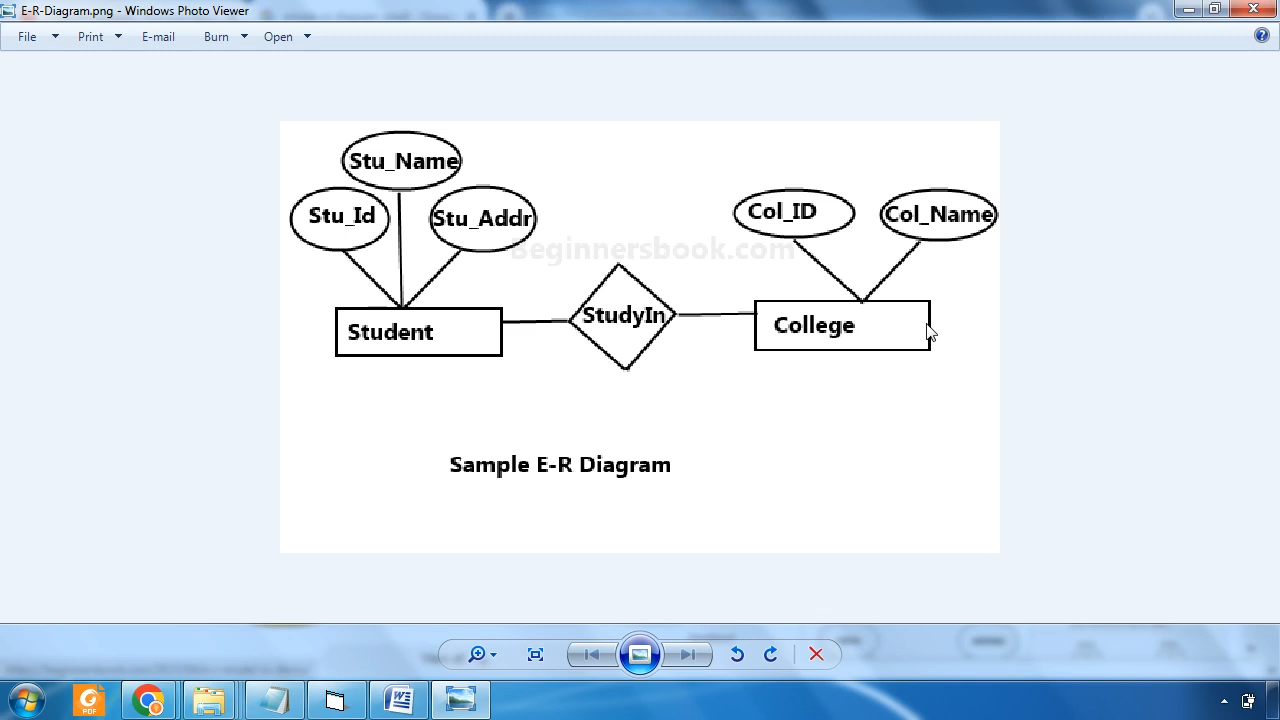 E-R-Diagram.png - Windows Photo Viewer
File Print E-mail Burn Open
Stu_Name
Stu_Id Stu_Addr
Col_ID Col_Name
Beginnersbook.com
StudyIn
Student
College
Sample E-R Diagram
PDF